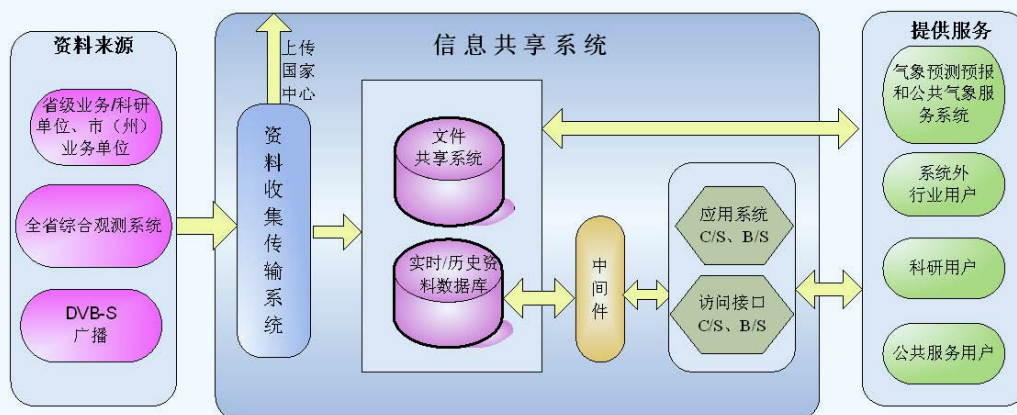 资料来源
省级业务/科研
单位、市（州）
业务单位
全省综合观测系统
DVB-S
广播
信息共享系统
上传
国家
中心
资料收集传输系统
文件
共享系统
实时/历史资
料数据库
中间件
应用系统
C/S、B/S
访问接口
C/S、B/S
提供服务
气象预测预报
和公共气象服
务系统
系统外
行业用户
科研用户
公共服务用户